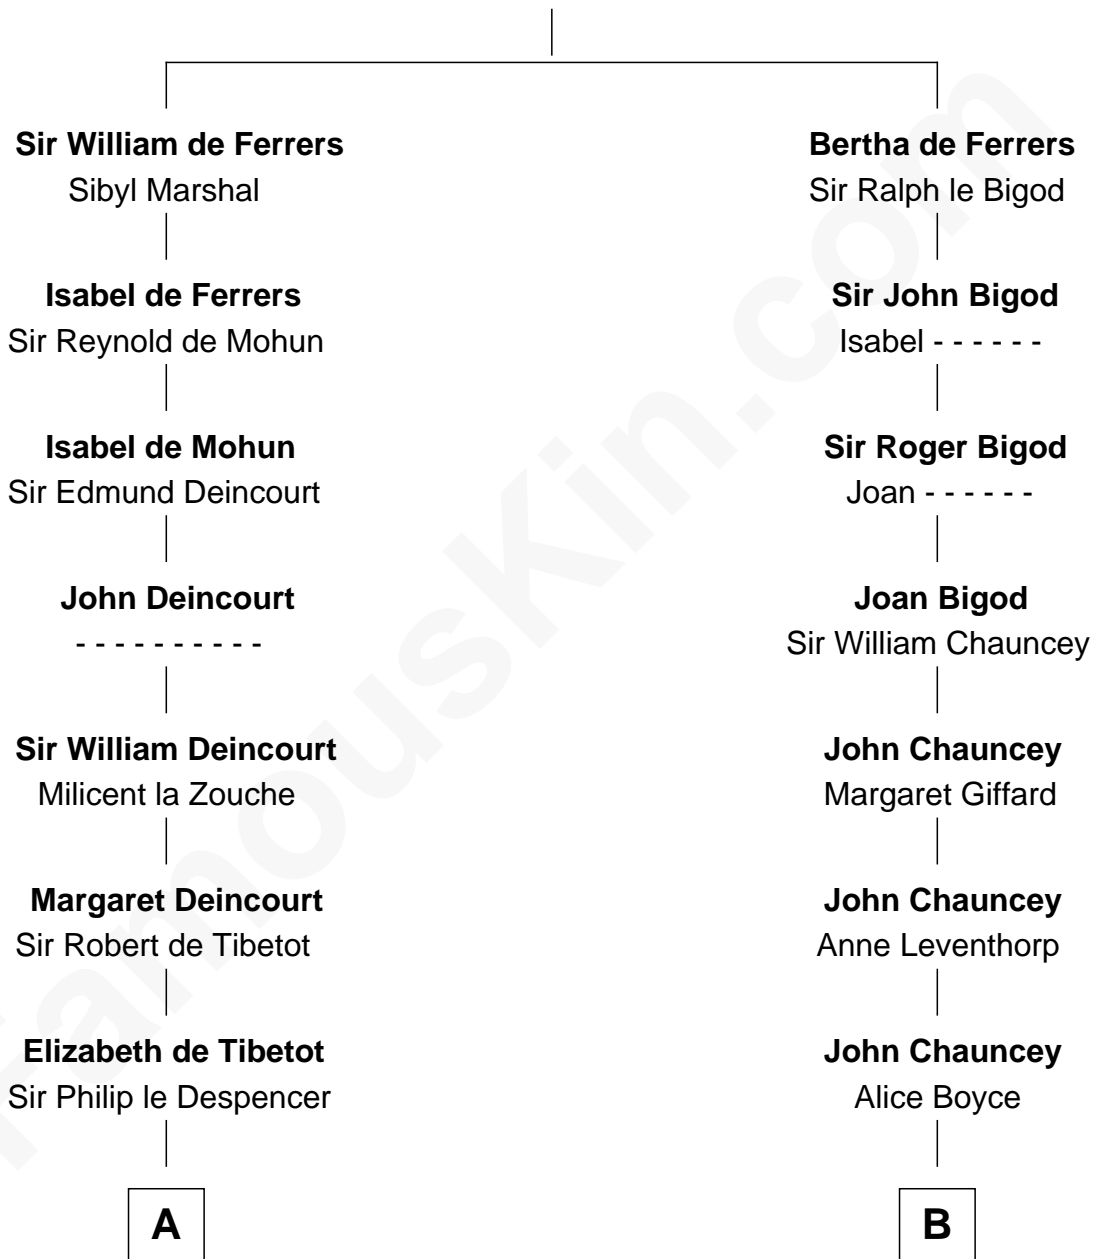 Sir William de Ferrers
Sibyl Marshal
Isabel de Ferrers
Sir Reynold de Mohun
Isabel de Mohun
Sir Edmund Deincourt
John Deincourt
- - - - - - - - - -
Sir William Deincourt
Milicent la Zouche
Margaret Deincourt
Sir Robert de Tibetot
Elizabeth de Tibetot
Sir Philip le Despencer
A
Bertha de Ferrers
Sir Ralph le Bigod
Sir John Bigod
Isabel - - - - - -
Sir Roger Bigod
Joan - - - - - -
Joan Bigod
Sir William Chauncey
John Chauncey
Margaret Giffard
John Chauncey
Anne Leventhorp
John Chauncey
Alice Boyce
B
FamousKin.com